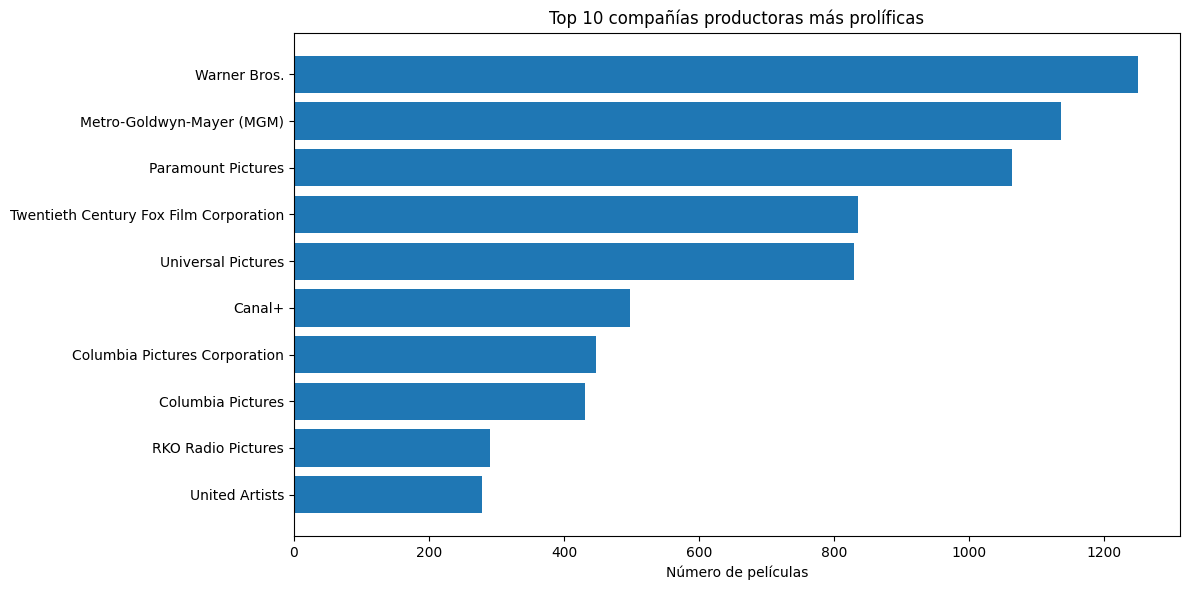 Top 10 compañías productoras más prolíficas
Warner Bros.
Metro-Goldwyn-Mayer (MGM)
Paramount Pictures
Twentieth Century Fox Film Corporation
Universal Pictures
Canal+
Columbia Pictures Corporation
Columbia Pictures
RKO Radio Pictures
United Artists
0 200 400 600 800 1000 1200
Número de películas